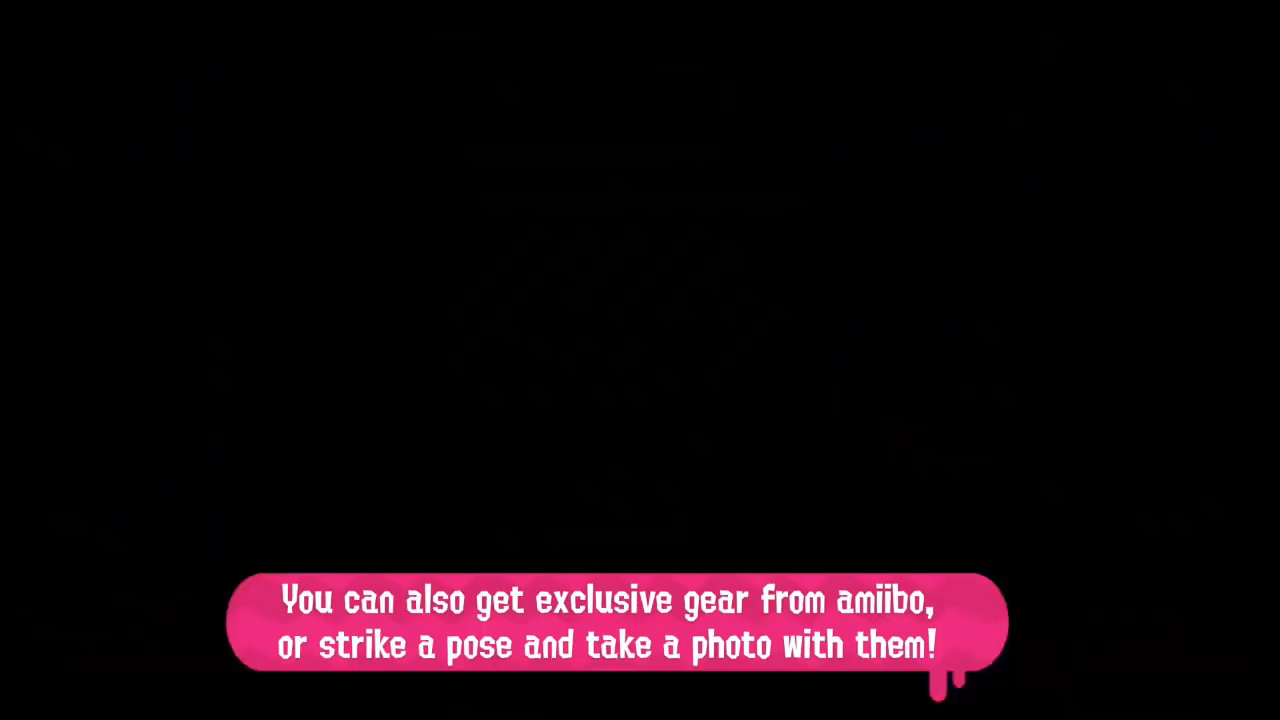 You can also get exclusive gear from amiibo,
or strike a pose and take a photo with them!